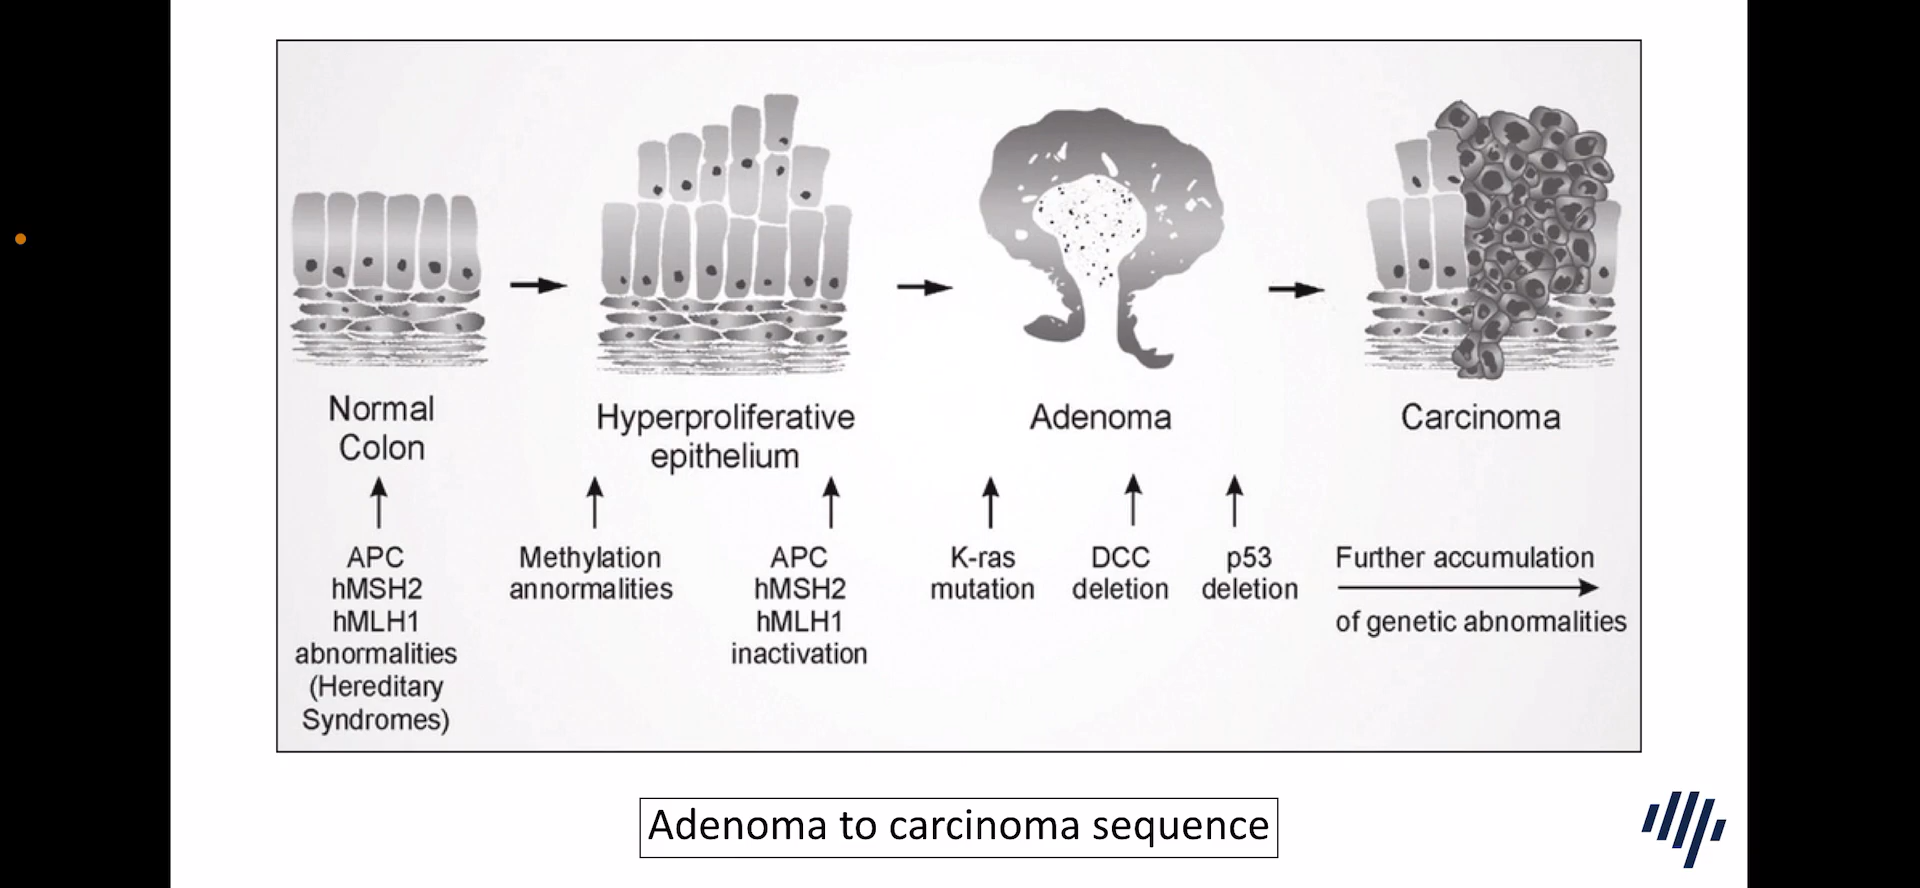 Normal
Colon
Hyperproliferative
epithelium
Adenoma
Carcinoma
APC
hMSH2
hMLH1
abnormalities
(Hereditary
Syndromes)
Methylation
annormalities
APC
hMSH2
hMLH1
inactivation
K-ras
mutation
DCC
deletion
p53
deletion
Further accumulation
of genetic abnormalities
Adenoma to carcinoma sequence